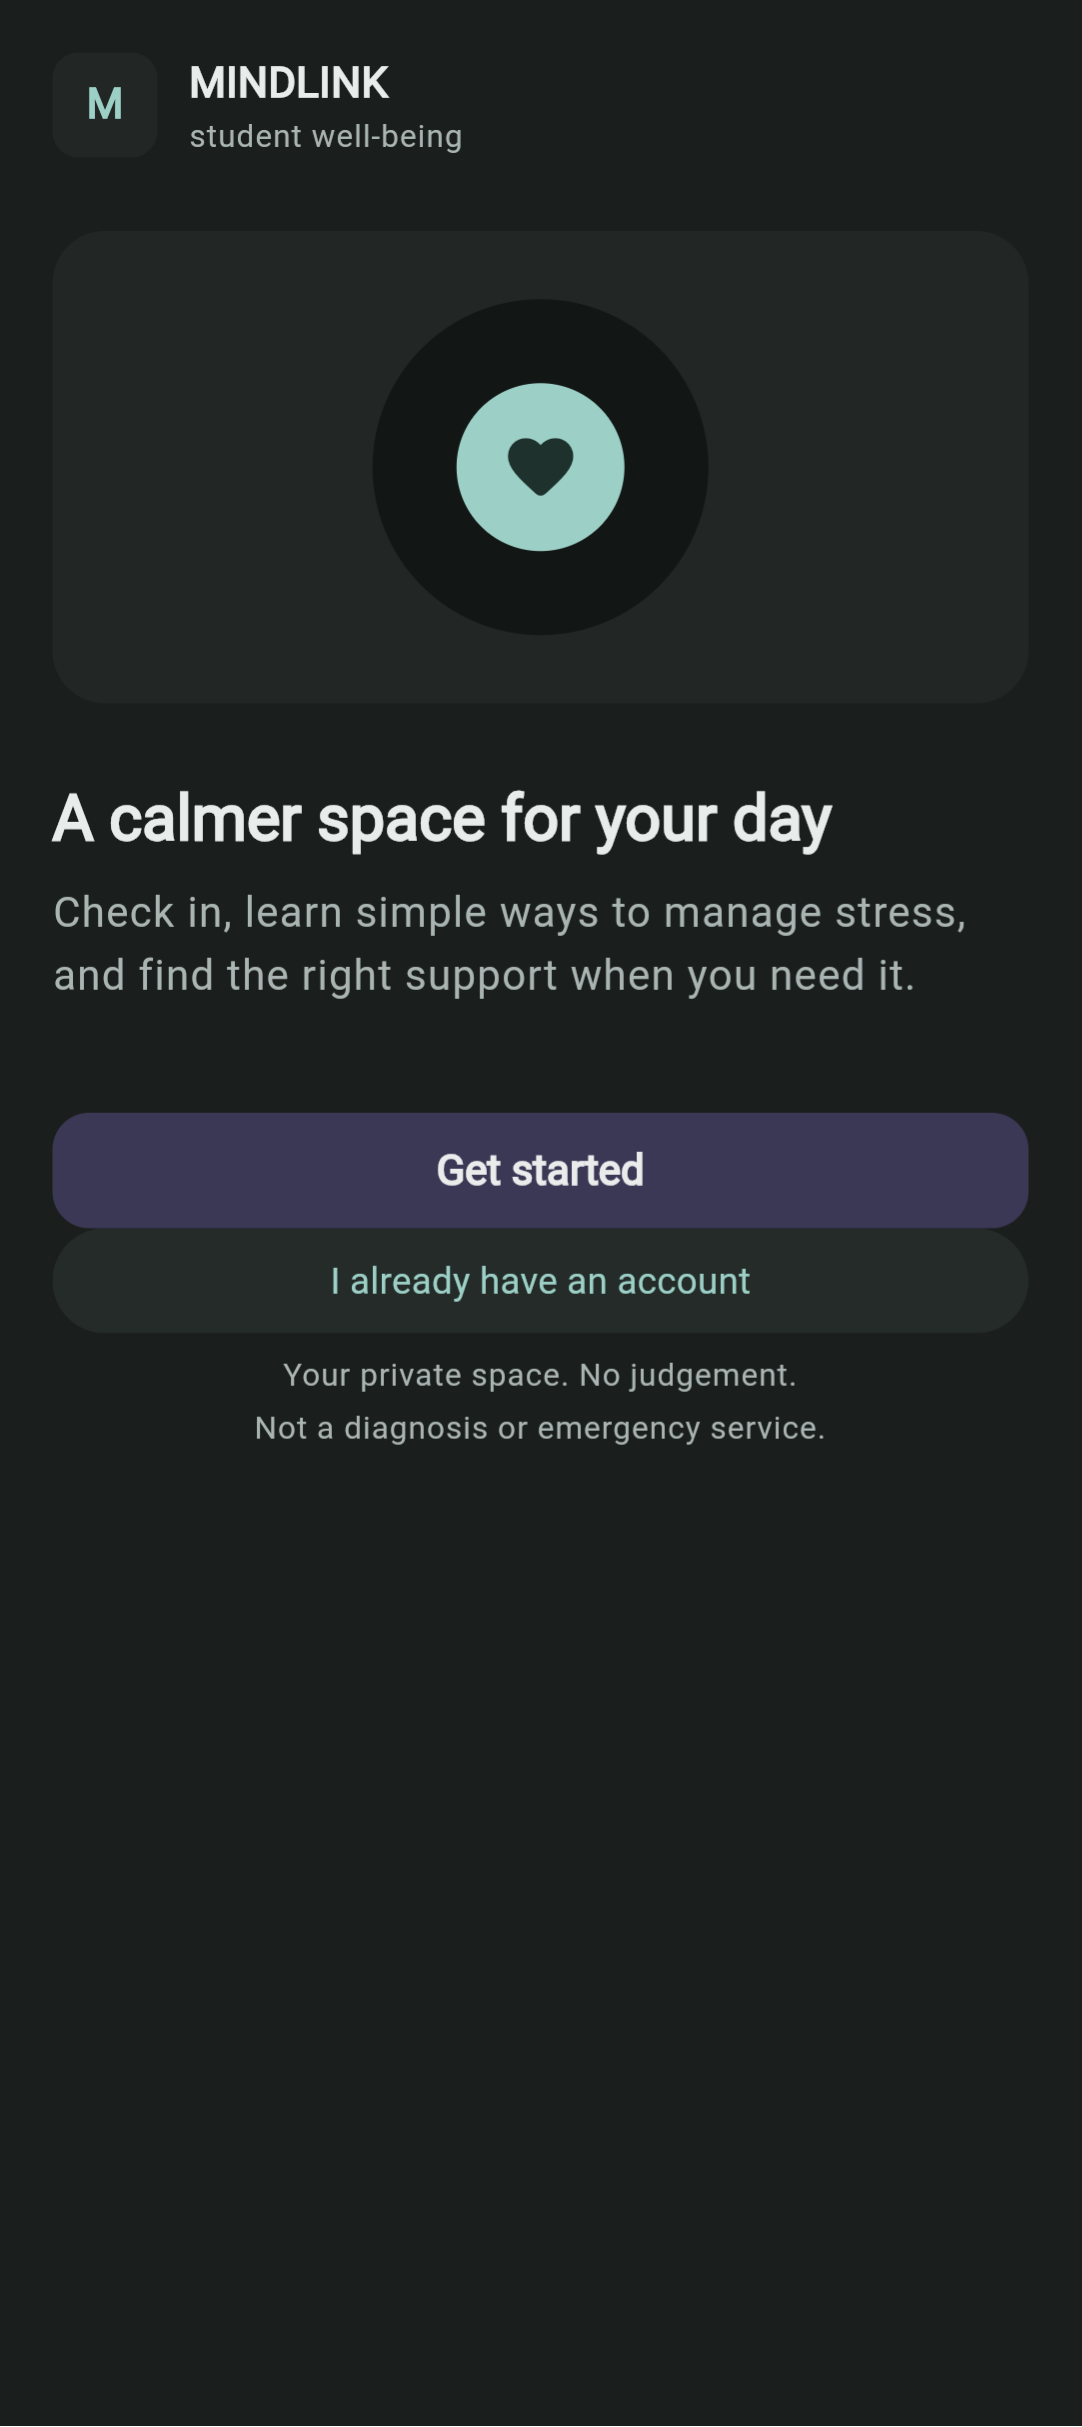 M
MINDLINK
student well-being
A calmer space for your day
Check in, learn simple ways to manage stress,
and find the right support when you need it.
Get started
I already have an account
Your private space. No judgement.
Not a diagnosis or emergency service.